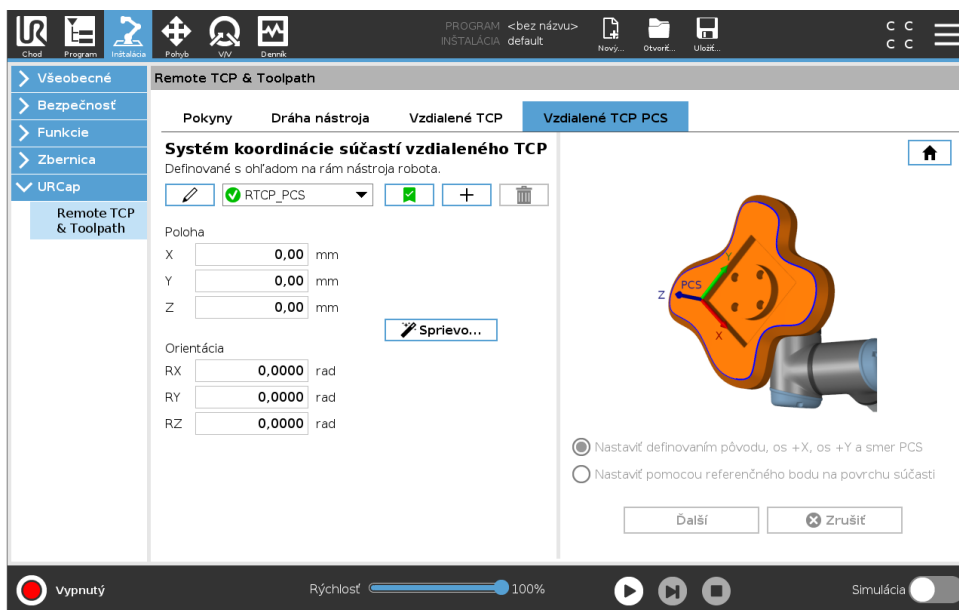 PROGRAM <bez názvu>
INŠTALÁCIA default
Chod Program Inštalácia Pohyb V/V Denník Nový... Otvoriť... Uložiť...
C C
C C
Všeobecné
Bezpečnosť
Funkcie
Zbernica
URCap
Remote TCP
& Toolpath
Remote TCP & Toolpath
Pokyny Dráha nástroja Vzdialené TCP Vzdialené TCP PCS
Systém koordinácie súčastí vzdialeného TCP
Definované s ohľadom na rám nástroja robota.
RTCP_PCS
Poloha
X 0,00 mm
Y 0,00 mm
Z 0,00 mm
Sprievo...
Orientácia
RX 0,0000 rad
RY 0,0000 rad
RZ 0,0000 rad
Y
PCS
Z
X
Nastaviť definovaním pôvodu, os +X, os +Y a smer PCS
Nastaviť pomocou referenčného bodu na povrchu súčasti
Ďalší Zrušiť
Vypnutý Rýchlosť 100% Simulácia